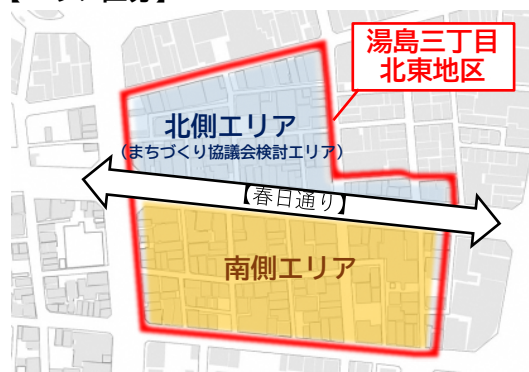 湯島三丁目
北東地区
北側エリア
（まちづくり協議会検討エリア）
【春日通り】
南側エリア